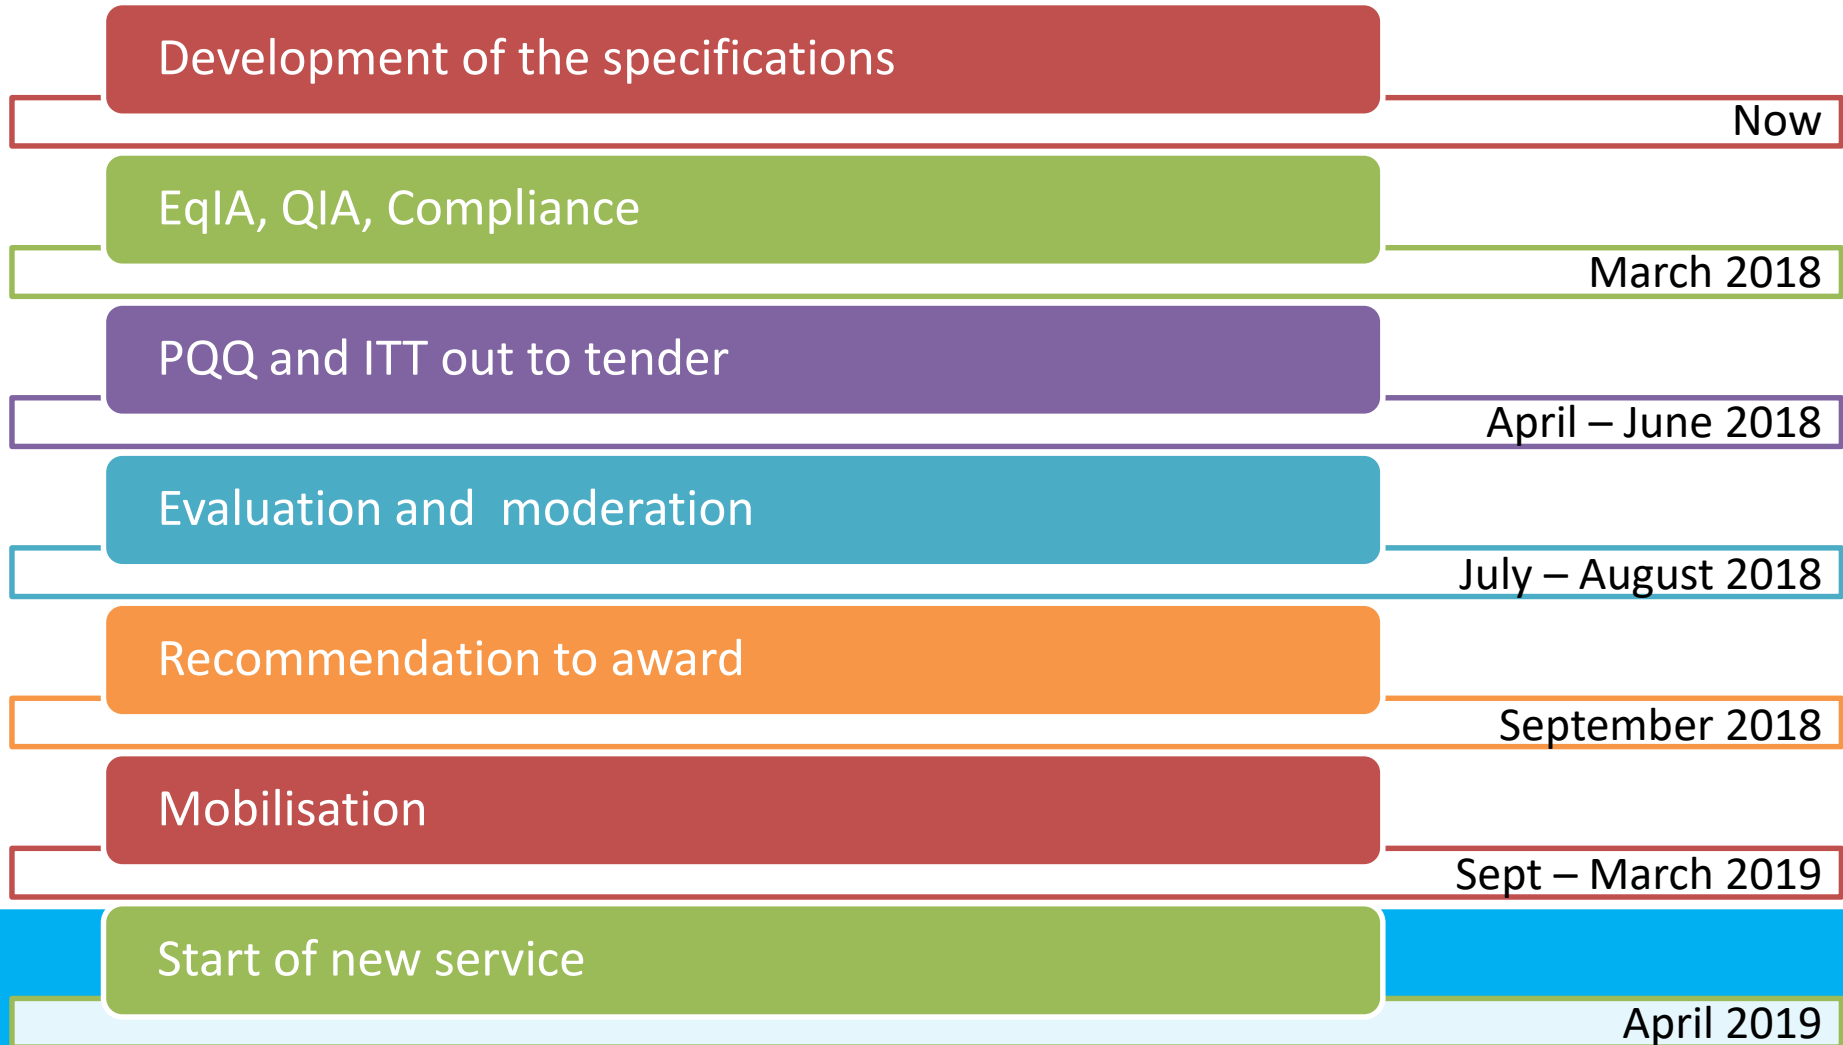 Development of the specifications
Now
EqIA, QIA, Compliance
March 2018
PQQ and ITT out to tender
April – June 2018
Evaluation and  moderation
July – August 2018
Recommendation to award
September 2018
Mobilisation
Sept – March 2019
Start of new service
April 2019